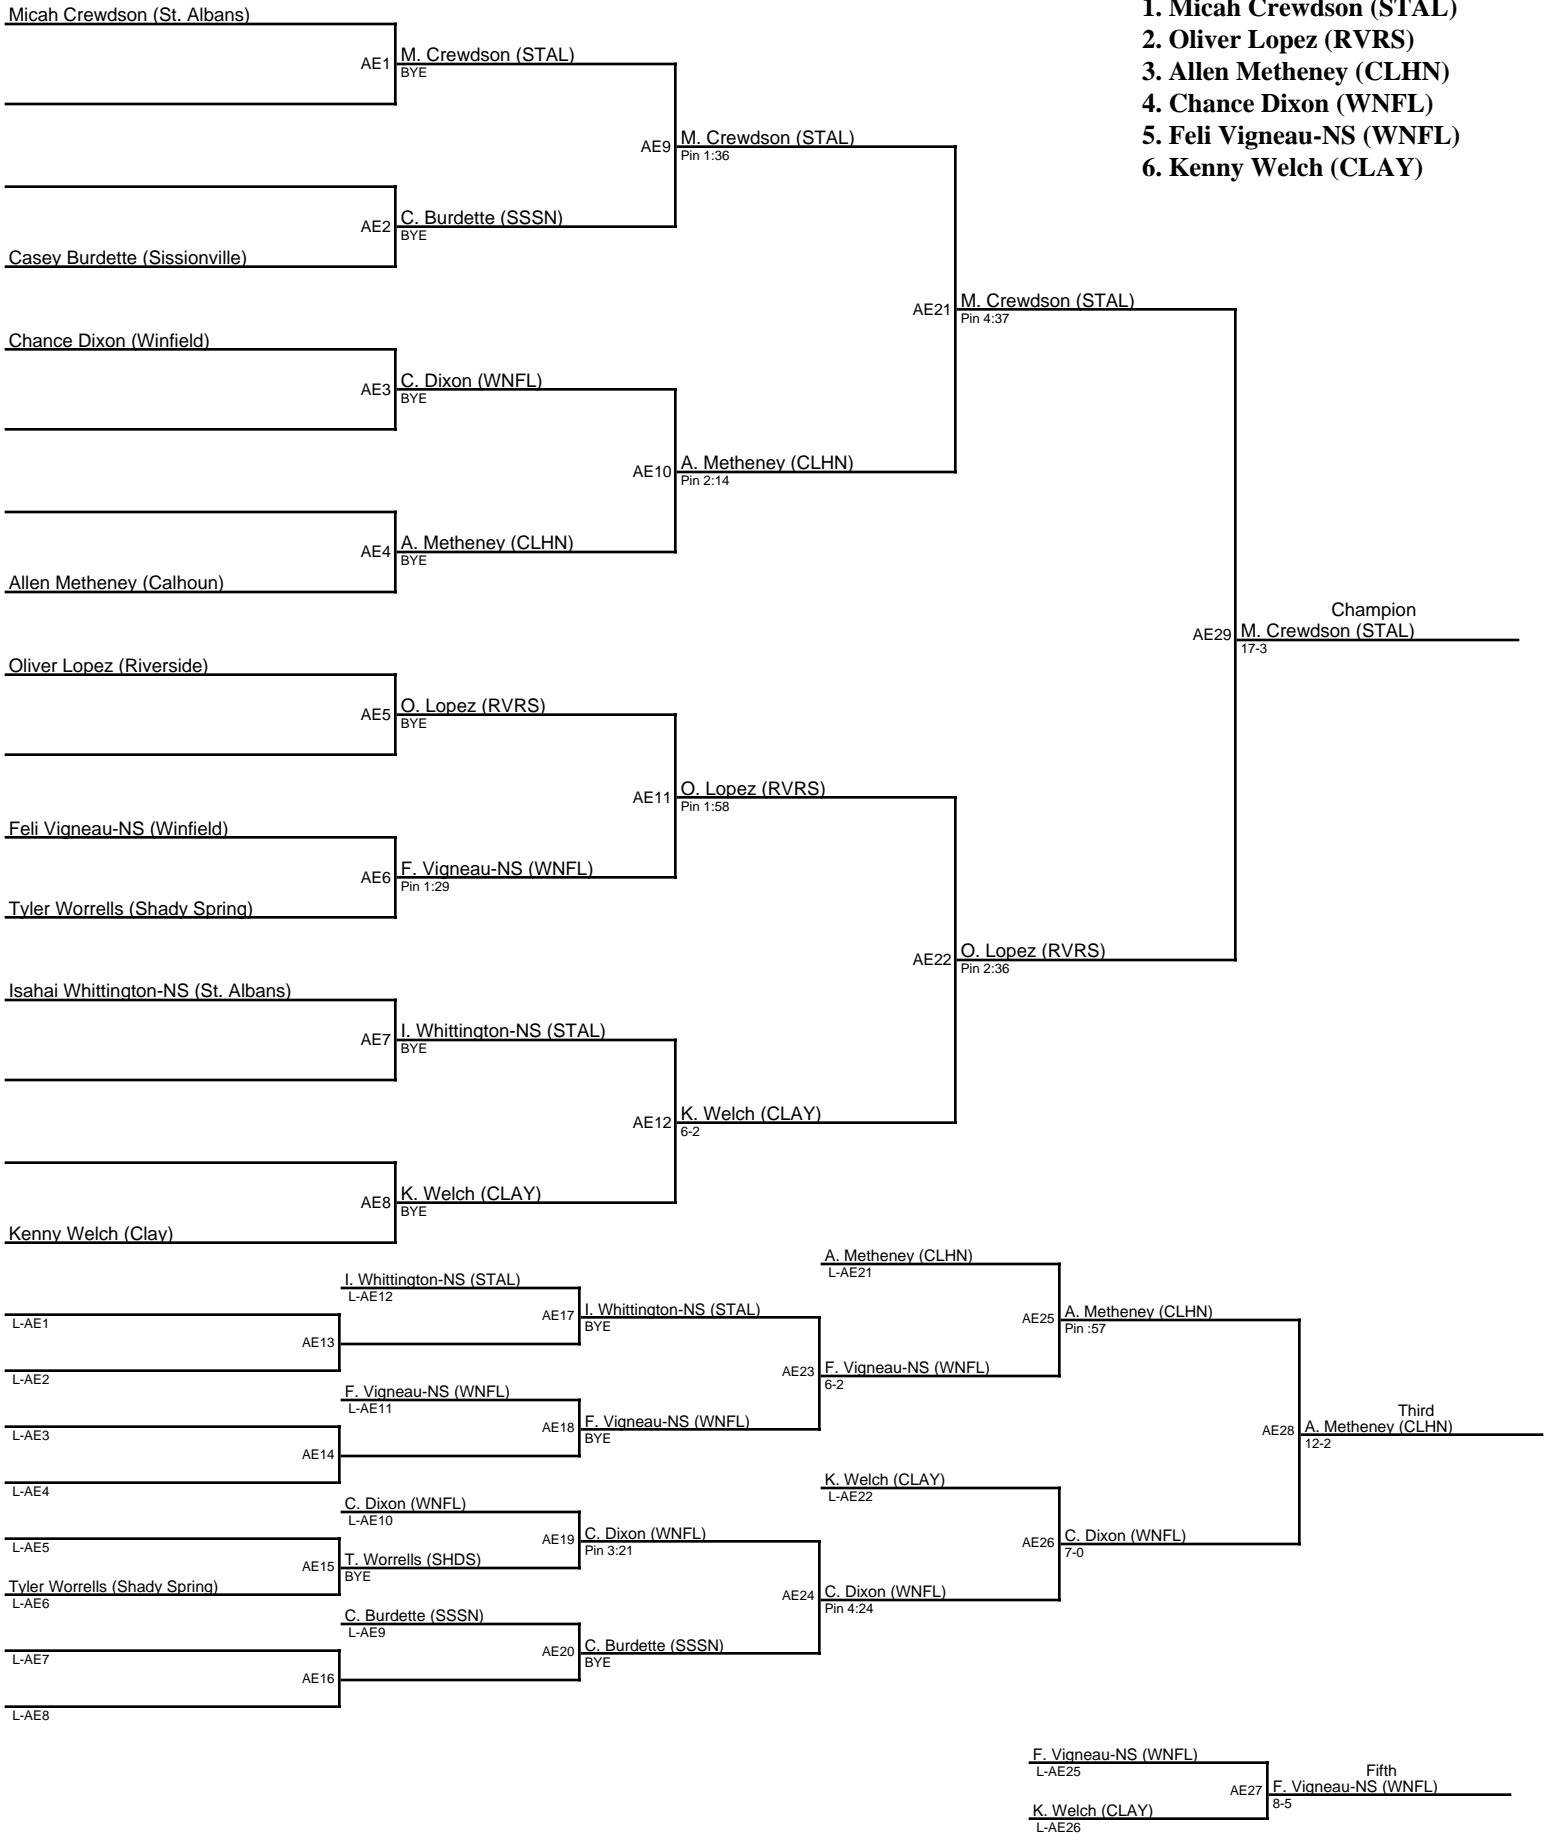 Micah Crewdson (St. Albans)
AE1
M. Crewdson (STAL)
BYE
AE9
M. Crewdson (STAL)
Pin 1:36
AE2
C. Burdette (SSSN)
BYE
Casey Burdette (Sissionville)
1. Micah Crewdson (STAL)
2. Oliver Lopez (RVRS)
3. Allen Metheney (CLHN)
4. Chance Dixon (WNFL)
5. Feli Vigneau-NS (WNFL)
6. Kenny Welch (CLAY)
AE21
M. Crewdson (STAL)
Pin 4:37
Chance Dixon (Winfield)
AE3
C. Dixon (WNFL)
BYE
AE10
A. Metheney (CLHN)
Pin 2:14
AE4
A. Metheney (CLHN)
BYE
Allen Metheney (Calhoun)
Champion
AE29
M. Crewdson (STAL)
17-3
Oliver Lopez (Riverside)
AE5
O. Lopez (RVRS)
BYE
AE11
O. Lopez (RVRS)
Pin 1:58
Feli Vigneau-NS (Winfield)
AE6
F. Vigneau-NS (WNFL)
Pin 1:29
Tyler Worrells (Shady Spring)
AE22
O. Lopez (RVRS)
Pin 2:36
Isahai Whittington-NS (St. Albans)
AE7
I. Whittington-NS (STAL)
BYE
AE12
K. Welch (CLAY)
6-2
AE8
K. Welch (CLAY)
BYE
Kenny Welch (Clay)
A. Metheney (CLHN)
L-AE21
I. Whittington-NS (STAL)
L-AE12
L-AE1
AE13
L-AE2
AE17
I. Whittington-NS (STAL)
BYE
AE25
A. Metheney (CLHN)
Pin :57
AE23
F. Vigneau-NS (WNFL)
6-2
F. Vigneau-NS (WNFL)
L-AE11
L-AE3
AE14
L-AE4
AE18
F. Vigneau-NS (WNFL)
BYE
Third
AE28
A. Metheney (CLHN)
12-2
K. Welch (CLAY)
L-AE22
C. Dixon (WNFL)
L-AE10
L-AE5
AE15
T. Worrells (SHDS)
BYE
Tyler Worrells (Shady Spring)
L-AE6
AE19
C. Dixon (WNFL)
Pin 3:21
AE26
C. Dixon (WNFL)
7-0
AE24
C. Dixon (WNFL)
Pin 4:24
C. Burdette (SSSN)
L-AE9
L-AE7
AE16
L-AE8
AE20
C. Burdette (SSSN)
BYE
F. Vigneau-NS (WNFL)
L-AE25
Fifth
AE27
F. Vigneau-NS (WNFL)
8-5
K. Welch (CLAY)
L-AE26